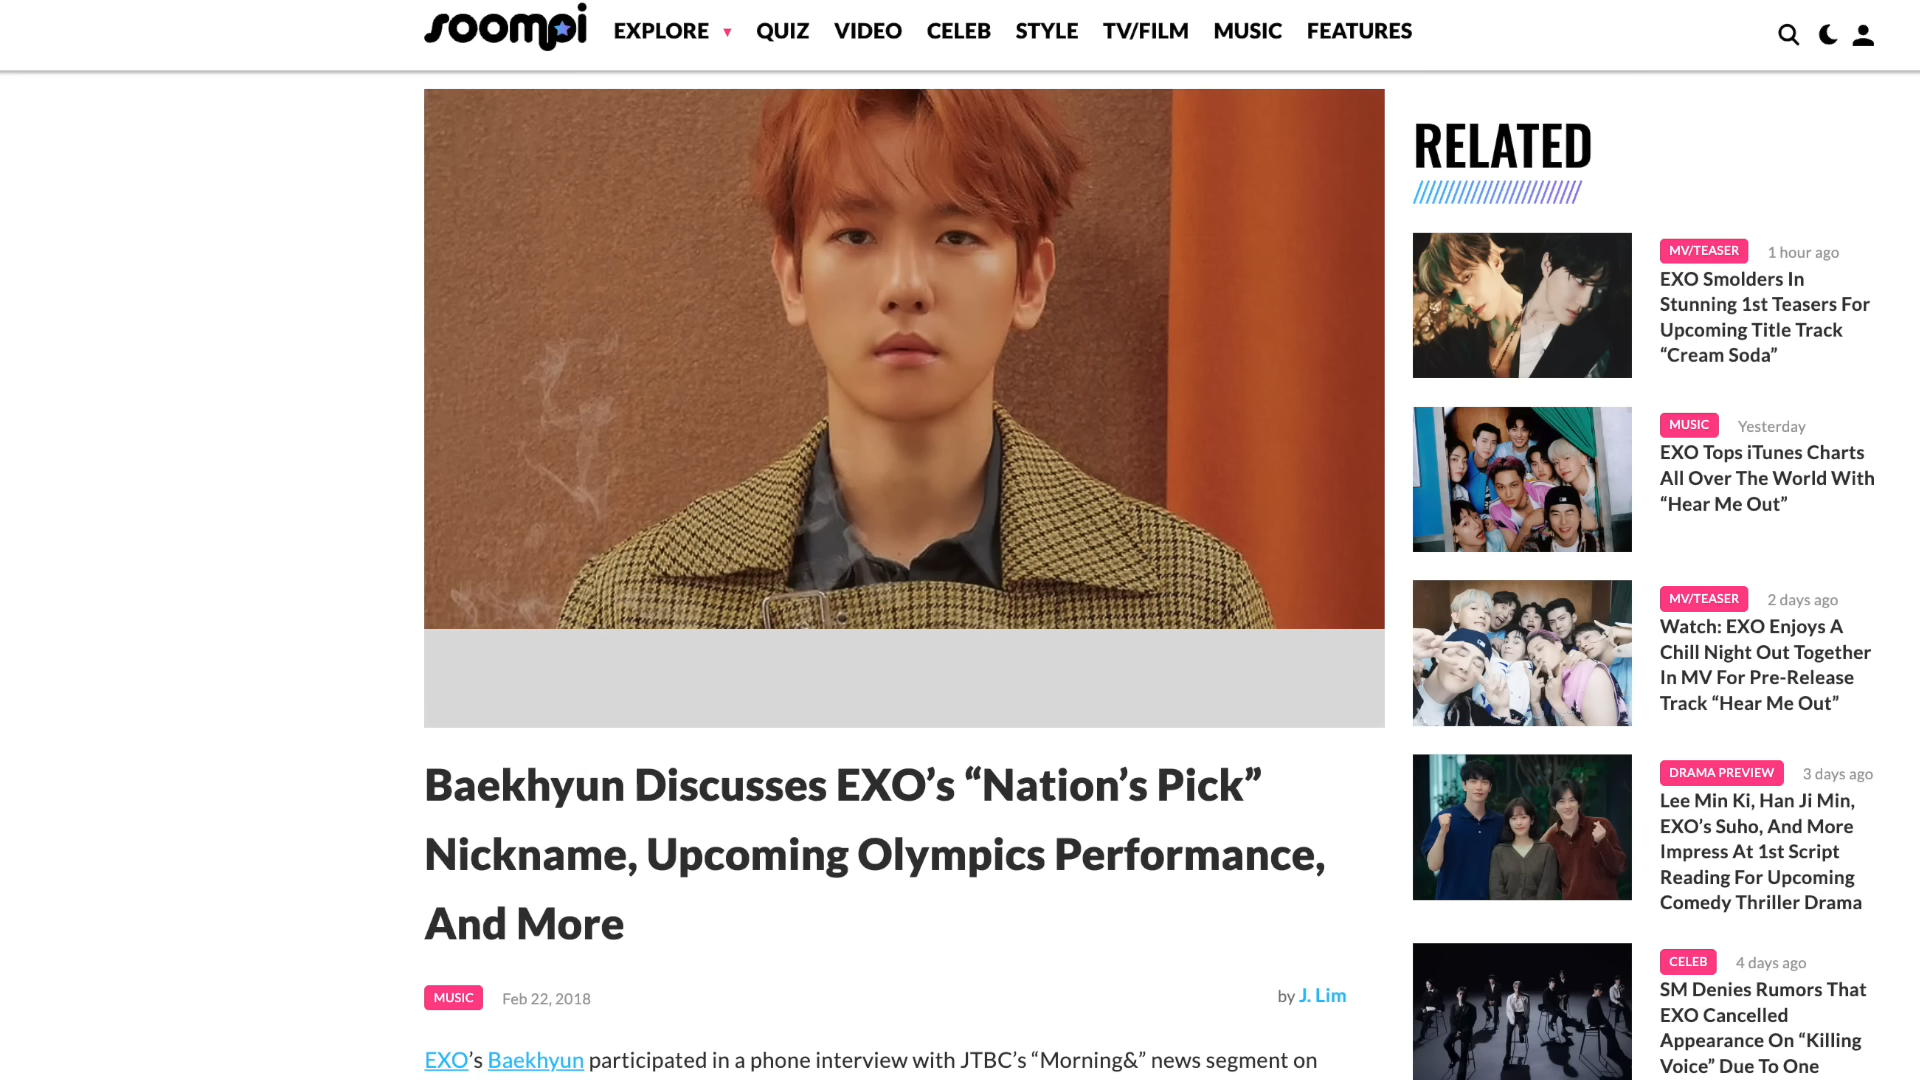 soompi
EXPLORE ▼ QUIZ VIDEO CELEB STYLE TV/FILM MUSIC FEATURES
Baekhyun Discusses EXO’s “Nation’s Pick”
Nickname, Upcoming Olympics Performance,
And More
MUSIC Feb 22, 2018
by J. Lim
EXO’s Baekhyun participated in a phone interview with JTBC’s “Morning&” news segment on
RELATED
MV/TEASER 1 hour ago
EXO Smolders In
Stunning 1st Teasers For
Upcoming Title Track
“Cream Soda”
MUSIC Yesterday
EXO Tops iTunes Charts
All Over The World With
“Hear Me Out”
MV/TEASER 2 days ago
Watch: EXO Enjoys A
Chill Night Out Together
In MV For Pre-Release
Track “Hear Me Out”
DRAMA PREVIEW 3 days ago
Lee Min Ki, Han Ji Min,
EXO’s Suho, And More
Impress At 1st Script
Reading For Upcoming
Comedy Thriller Drama
CELEB 4 days ago
SM Denies Rumors That
EXO Cancelled
Appearance On “Killing
Voice” Due To One